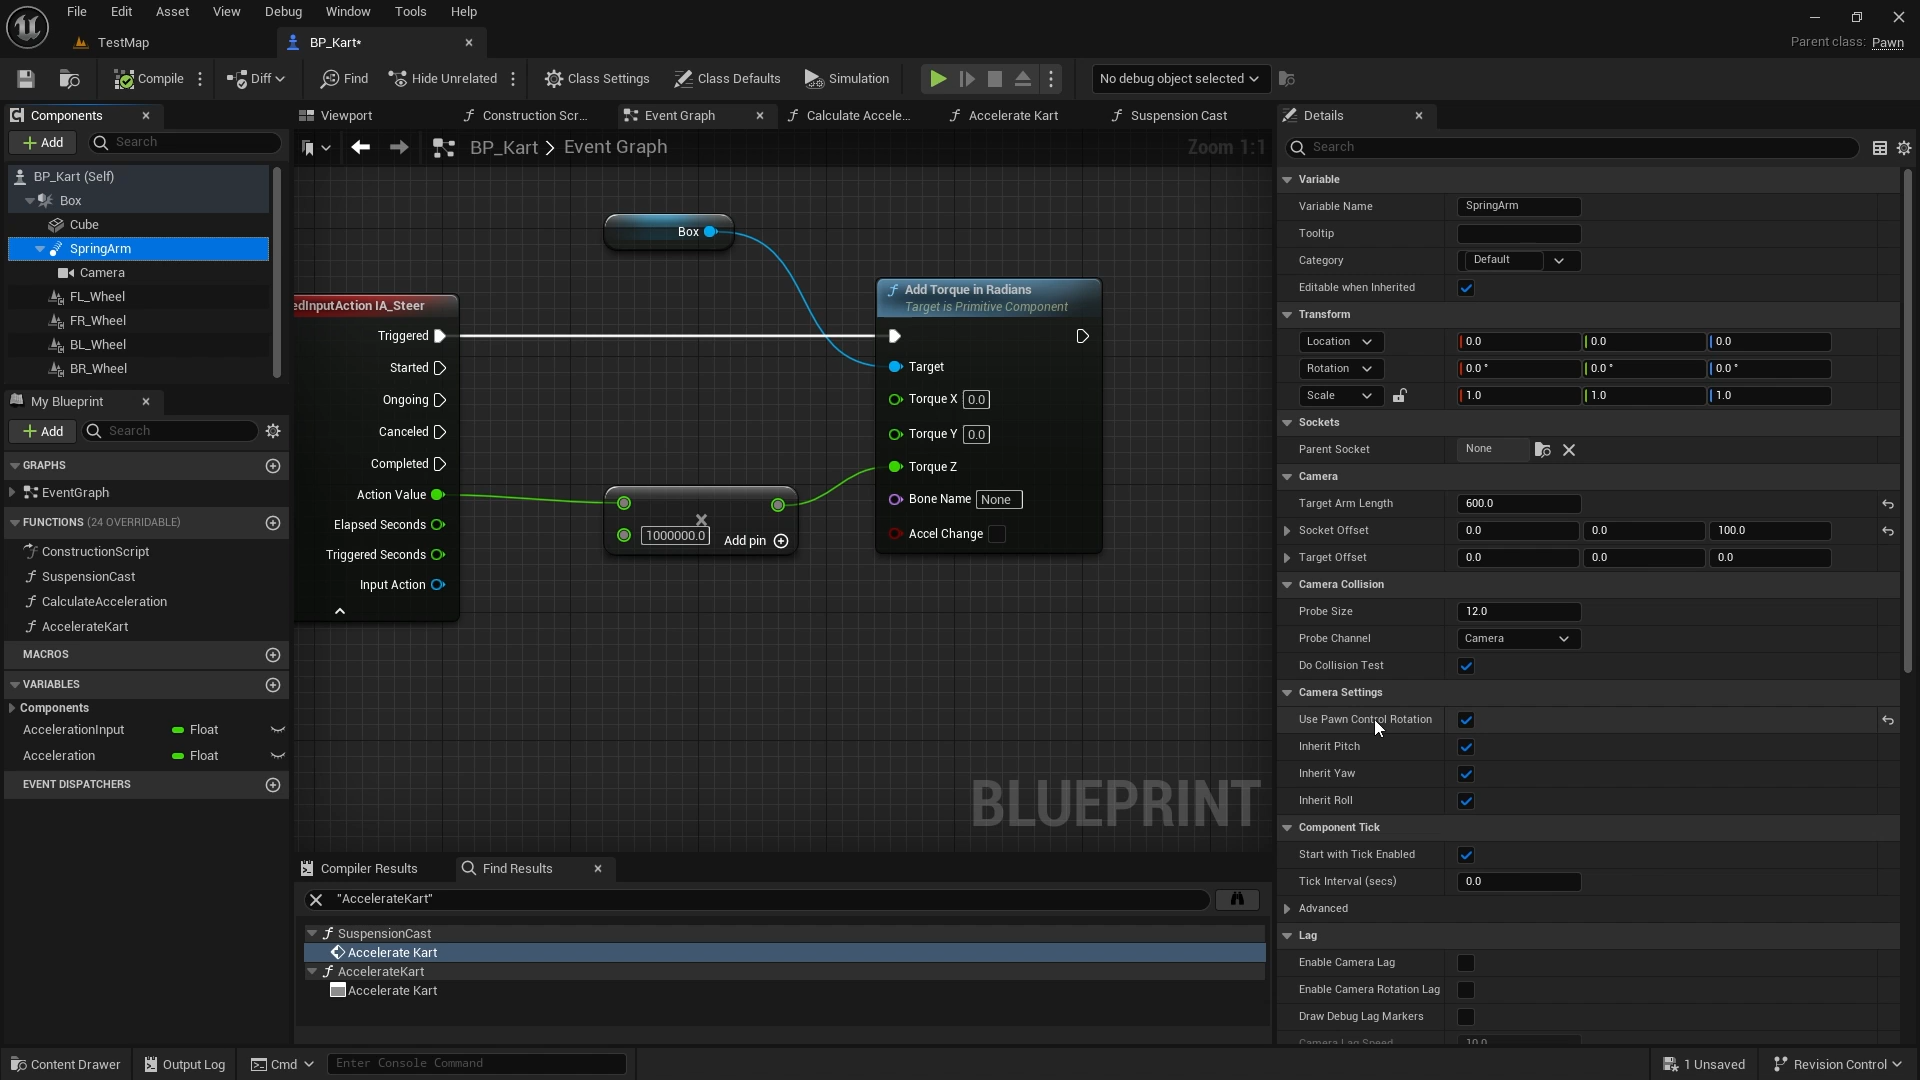 File Edit Asset View Debug Window Tools Help
TestMap
BP_Kart*
Parent class: Pawn
Compile
Diff
Find
Hide Unrelated
Class Settings
Class Defaults
Simulation
No debug object selected
Components
Add
Search
BP_Kart (Self)
Box
Cube
SpringArm
Camera
FL_Wheel
FR_Wheel
BL_Wheel
BR_Wheel
My Blueprint
Add
Search
GRAPHS
EventGraph
FUNCTIONS (24 OVERRIDABLE)
ConstructionScript
SuspensionCast
CalculateAcceleration
AccelerateKart
MACROS
VARIABLES
Components
AccelerationInput Float
Acceleration Float
EVENT DISPATCHERS
Viewport
Construction Scr...
Event Graph
Calculate Accele...
Accelerate Kart
Suspension Cast
BP_Kart > Event Graph
Zoom 1:1
Box
edInputAction IA_Steer
Triggered
Started
Ongoing
Canceled
Completed
Action Value
Elapsed Seconds
Triggered Seconds
Input Action
1000000.0
Add pin
Add Torque in Radians
Target is Primitive Component
Target
Torque X 0.0
Torque Y 0.0
Torque Z
Bone Name None
Accel Change
BLUEPRINT
Compiler Results
Find Results
"AccelerateKart"
SuspensionCast
Accelerate Kart
AccelerateKart
Accelerate Kart
Details
Search
Variable
Variable Name SpringArm
Tooltip
Category Default
Editable when Inherited
Transform
Location 0.0 0.0 0.0
Rotation 0.0 ° 0.0 ° 0.0 °
Scale 1.0 1.0 1.0
Sockets
Parent Socket None
Camera
Target Arm Length 600.0
Socket Offset 0.0 0.0 100.0
Target Offset 0.0 0.0 0.0
Camera Collision
Probe Size 12.0
Probe Channel Camera
Do Collision Test
Camera Settings
Use Pawn Control Rotation
Inherit Pitch
Inherit Yaw
Inherit Roll
Component Tick
Start with Tick Enabled
Tick Interval (secs) 0.0
Advanced
Lag
Enable Camera Lag
Enable Camera Rotation Lag
Draw Debug Lag Markers
Camera Lag Speed 10.0
Content Drawer
Output Log
Cmd
Enter Console Command
1 Unsaved
Revision Control